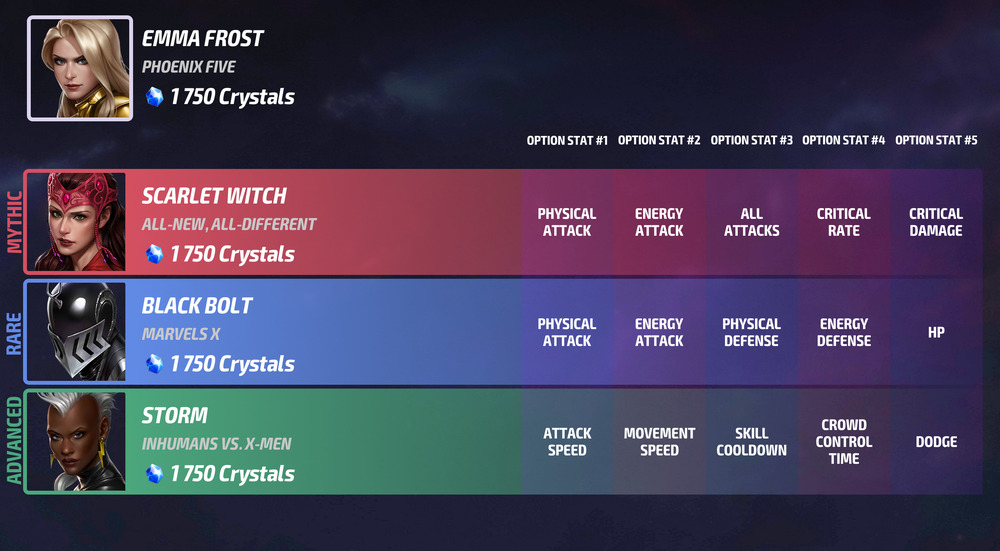 EMMA FROST
PHOENIX FIVE
1 750 Crystals
OPTION STAT #1 OPTION STAT #2 OPTION STAT #3 OPTION STAT #4 OPTION STAT #5
MYTHIC
SCARLET WITCH
ALL-NEW, ALL-DIFFERENT
1 750 Crystals
PHYSICAL
ATTACK
ENERGY
ATTACK
ALL
ATTACKS
CRITICAL
RATE
CRITICAL
DAMAGE
RARE
BLACK BOLT
MARVELS X
1 750 Crystals
PHYSICAL
ATTACK
ENERGY
ATTACK
PHYSICAL
DEFENSE
ENERGY
DEFENSE
HP
ADVANCED
STORM
INHUMANS VS. X-MEN
1 750 Crystals
ATTACK
SPEED
MOVEMENT
SPEED
SKILL
COOLDOWN
CROWD
CONTROL
TIME
DODGE